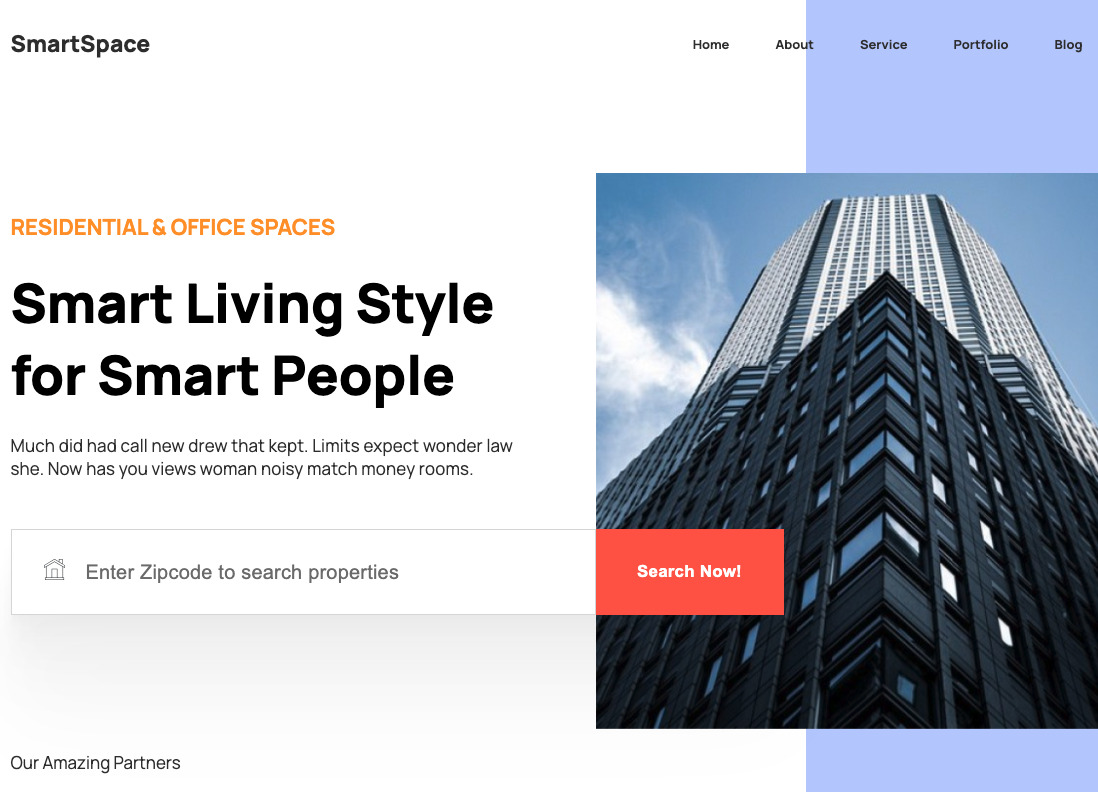 SmartSpace
Home About Service Portfolio Blog
RESIDENTIAL & OFFICE SPACES
Smart Living Style
for Smart People
Much did had call new drew that kept. Limits expect wonder law
she. Now has you views woman noisy match money rooms.
Enter Zipcode to search properties
Search Now!
Our Amazing Partners